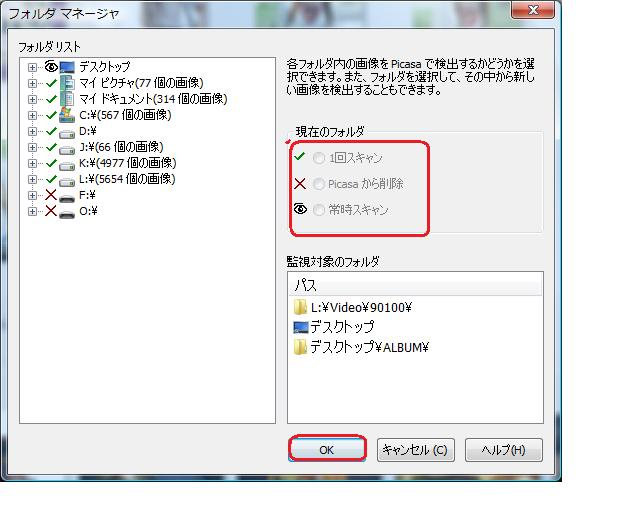 フォルダ マネージャ
フォルダリスト
デスクトップ
マイ ピクチャ(77 個の画像)
マイ ドキュメント(314 個の画像)
C:¥(567 個の画像)
D:¥
J:¥(66 個の画像)
K:¥(4977 個の画像)
L:¥(5654 個の画像)
F:¥
O:¥
各フォルダ内の画像を Picasa で検出するかどうかを選
択できます。また、フォルダを選択して、その中から新し
い画像を検出することもできます。
現在のフォルダ
1回スキャン
Picasa から削除
常時スキャン
監視対象のフォルダ
パス
L:¥Video¥90100¥
デスクトップ
デスクトップ¥ALBUM¥
OK
キャンセル (C)
ヘルプ(H)